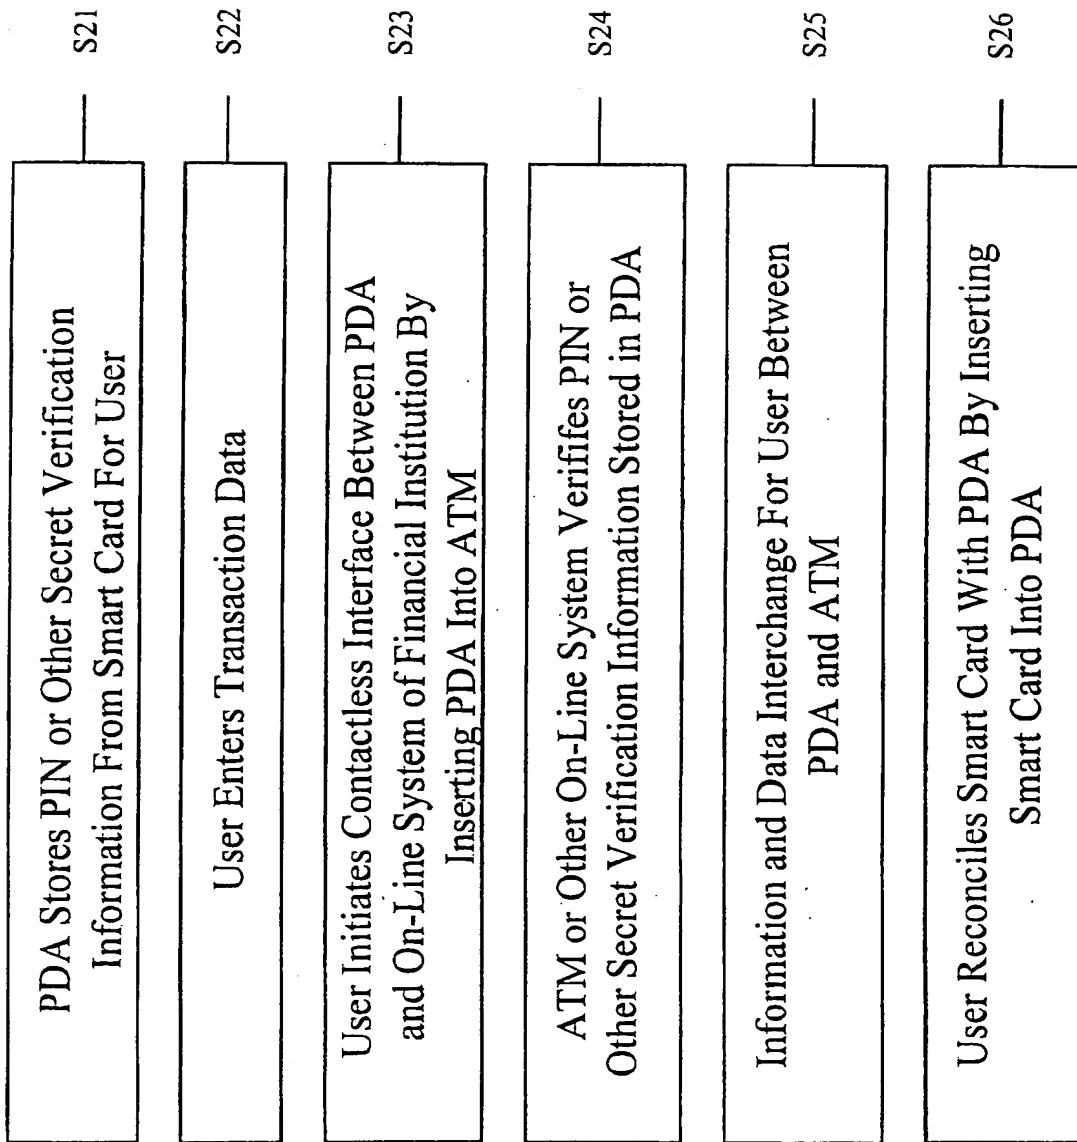 PDA Stores PIN or Other Secret Verification
Information From Smart Card For User
S21
User Enters Transaction Data
S22
User Initiates Contactless Interface Between PDA
and On-Line System of Financial Institution By
Inserting PDA Into ATM
S23
ATM or Other On-Line System Verififes PIN or
Other Secret Verification Information Stored in PDA
S24
Information and Data Interchange For User Between
PDA and ATM
S25
User Reconciles Smart Card With PDA By Inserting
Smart Card Into PDA
S26